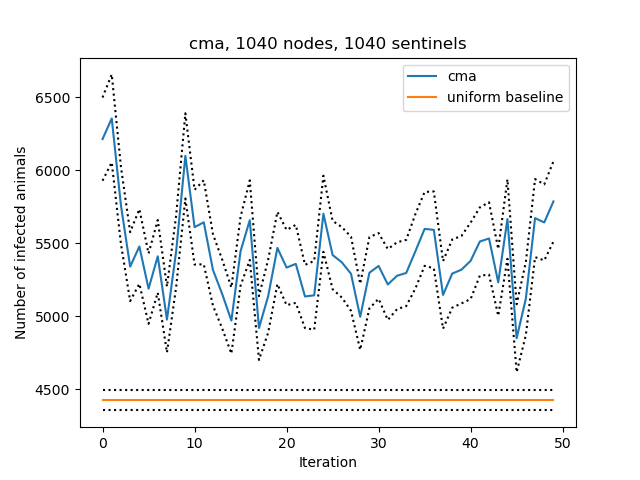 cma, 1040 nodes, 1040 sentinels
cma
uniform baseline
Number of infected animals
6500
6000
5500
5000
4500
0 10 20 30 40 50
Iteration